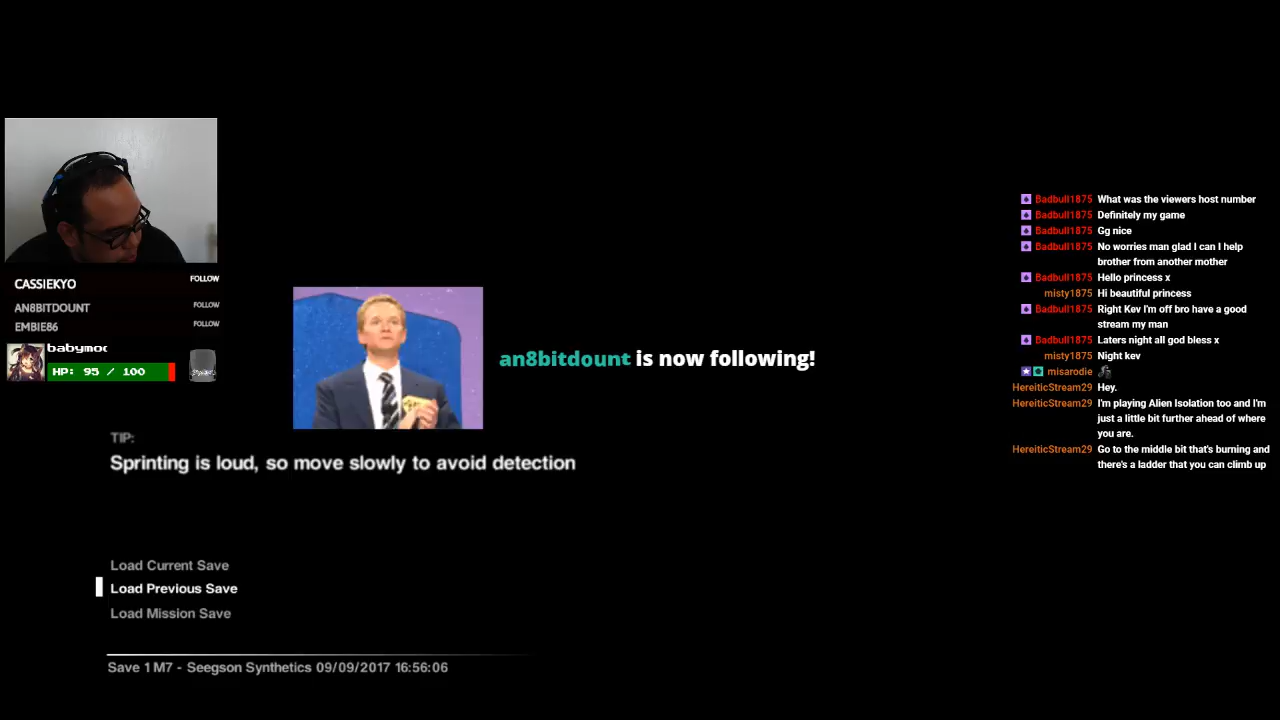 CASSIEKYO FOLLOW
AN8BITDOUNT FOLLOW
EMBIE86 FOLLOW
babymoc
HP: 95 / 100
an8bitdount is now following!
TIP:
Sprinting is loud, so move slowly to avoid detection
Load Current Save
Load Previous Save
Load Mission Save
Save 1 M7 - Seegson Synthetics 09/09/2017 16:56:06
Badbull1875 What was the viewers host number
Badbull1875 Definitely my game
Badbull1875 Gg nice
Badbull1875 No worries man glad I can I help
brother from another mother
Badbull1875 Hello princess x
misty1875 Hi beautiful princess
Badbull1875 Right Kev I'm off bro have a good
stream my man
Badbull1875 Laters night all god bless x
misty1875 Night kev
misarodie
HereiticStream29 Hey.
HereiticStream29 I'm playing Alien Isolation too and I'm
just a little bit further ahead of where
you are.
HereiticStream29 Go to the middle bit that's burning and
there's a ladder that you can climb up